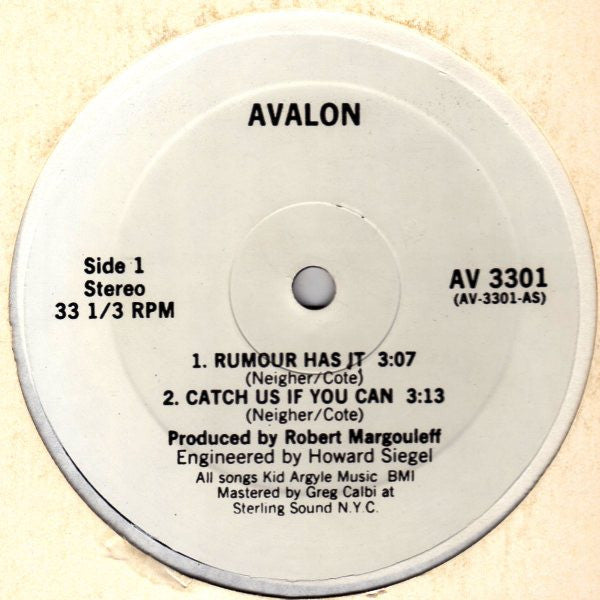 AVALON
Side 1
Stereo
33 1/3 RPM
AV 3301
(AV-3301-AS)
1. RUMOUR HAS IT 3:07
(Neigher/Cote)
2. CATCH US IF YOU CAN 3:13
(Neigher/Cote)
Produced by Robert Margouleff
Engineered by Howard Siegel
All songs Kid Argyle Music BMI
Mastered by Greg Calbi at
Sterling Sound N.Y.C.